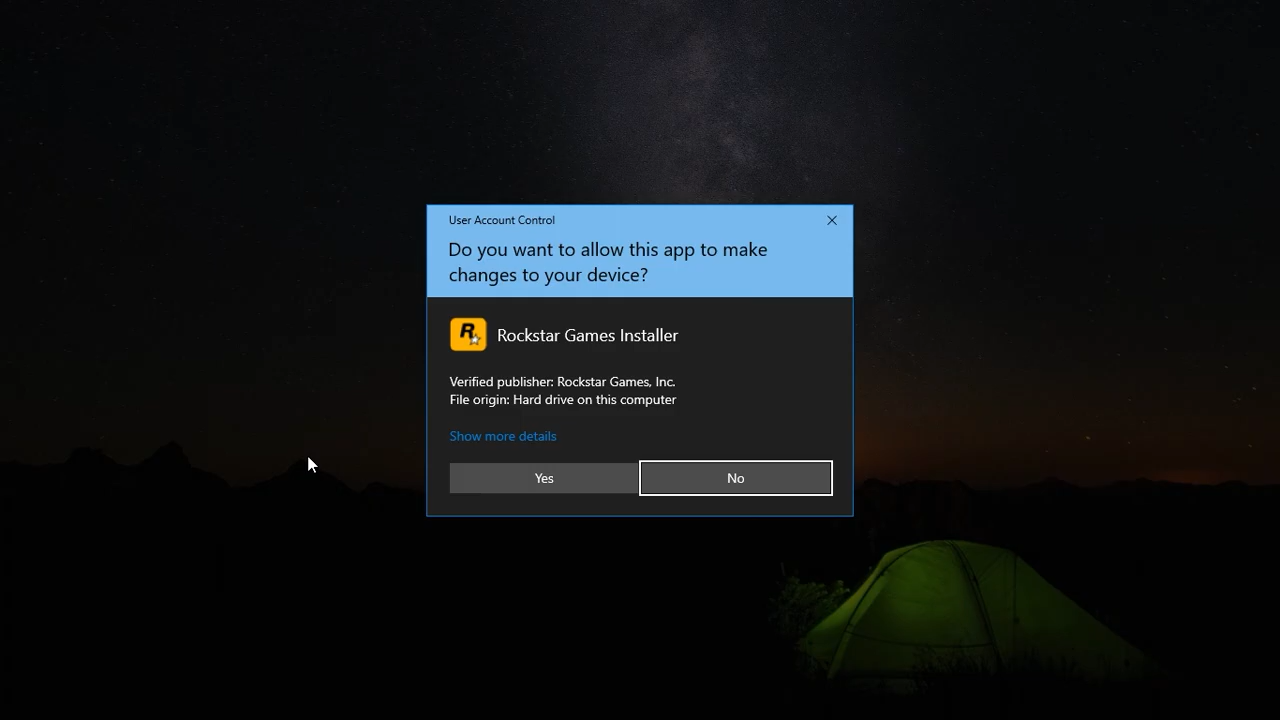 User Account Control
Do you want to allow this app to make
changes to your device?
R
Rockstar Games Installer
Verified publisher: Rockstar Games, Inc.
File origin: Hard drive on this computer
Show more details
Yes
No